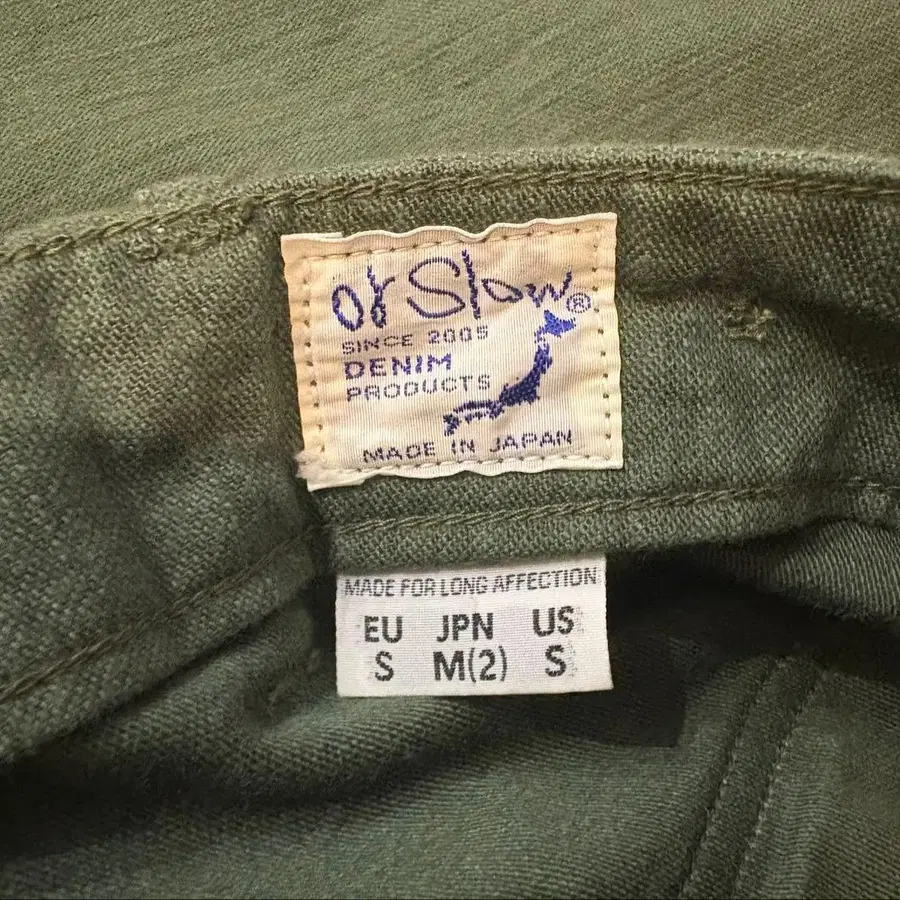 or Slow®
SINCE 2005
DENIM
PRODUCTS
MADE IN JAPAN
MADE FOR LONG AFFECTION
EU JPN US
S M(2) S